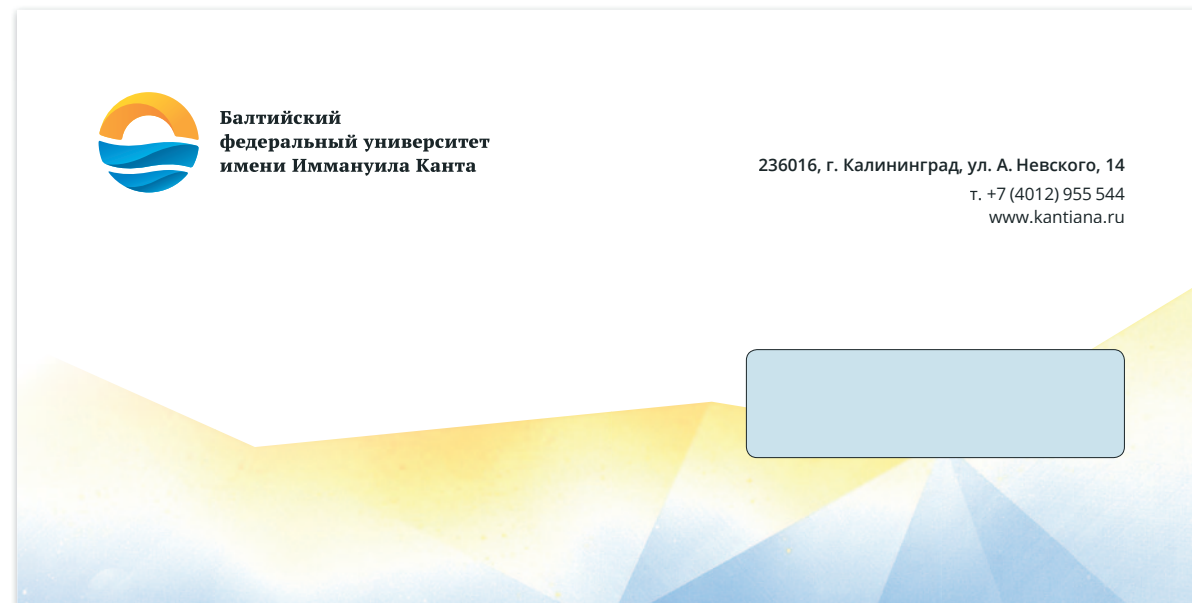 Балтийский
федеральный университет
имени Иммануила Канта
236016, г. Калининград, ул. А. Невского, 14
т. +7 (4012) 955 544
www.kantiana.ru